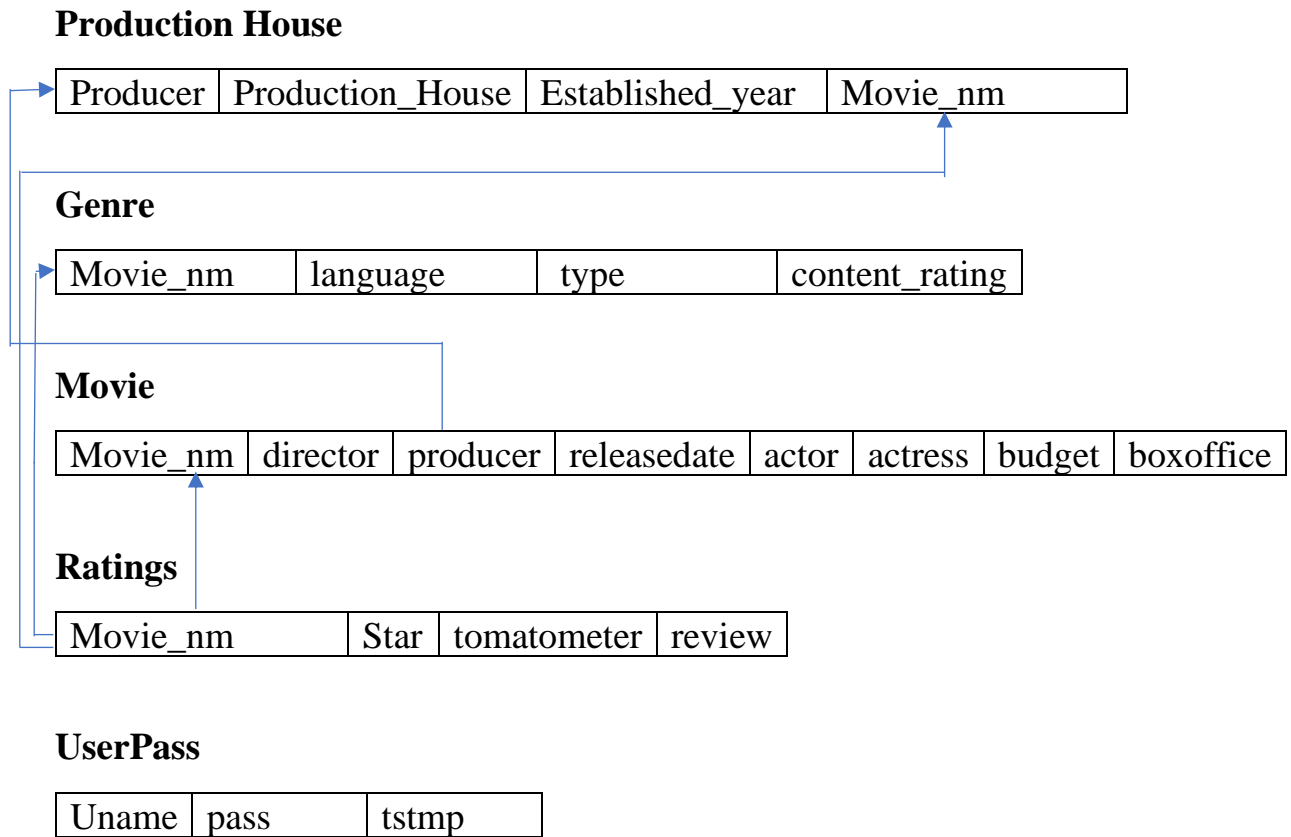 Production House
Producer Production_House Established_year Movie_nm
Genre
Movie_nm language type content_rating
Movie
Movie_nm director producer releasedate actor actress budget boxoffice
Ratings
Movie_nm Star tomatometer review
UserPass
Uname pass tstmp